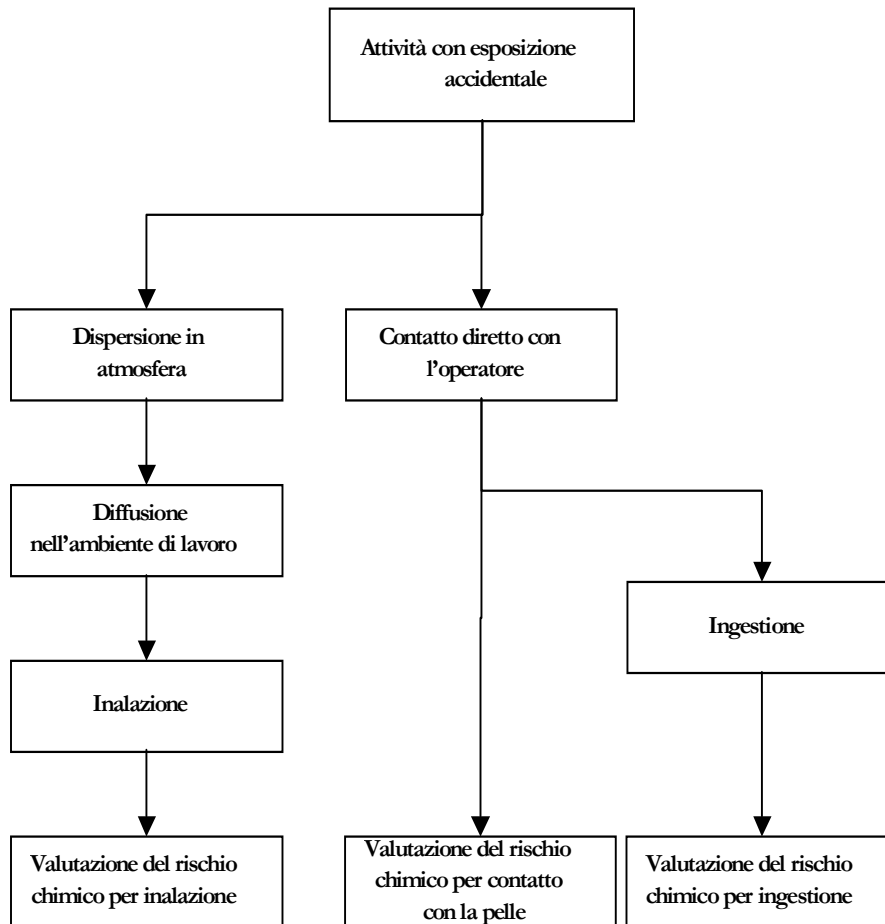 Attività con esposizione
accidentale
Dispersione in
atmosfera
Contatto diretto con
l’operatore
Diffusione
nell’ambiente di lavoro
Ingestione
Inalazione
Valutazione del rischio
chimico per inalazione
Valutazione del rischio
chimico per contatto
con la pelle
Valutazione del rischio
chimico per ingestione